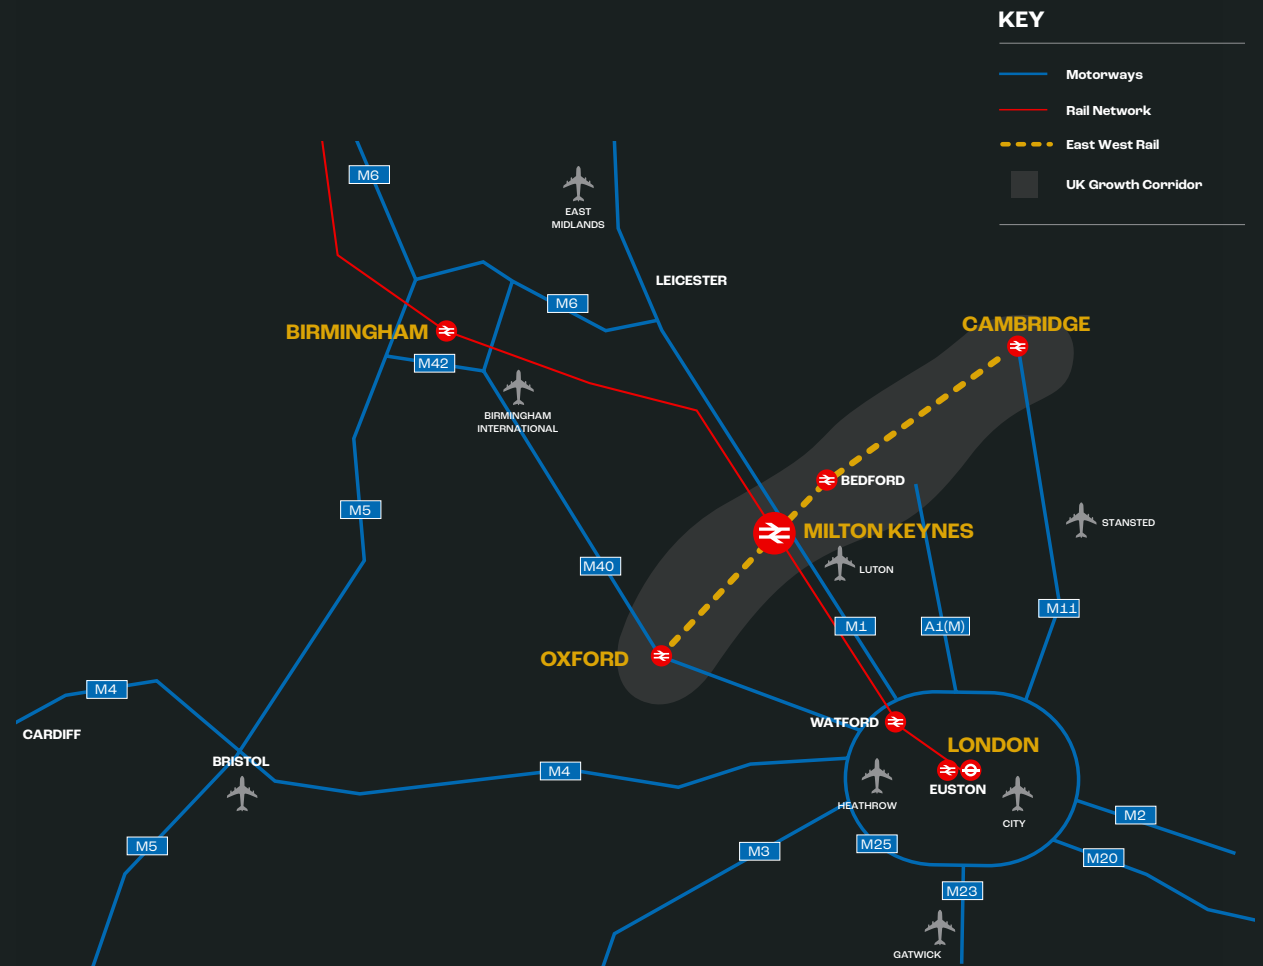 KEY
Motorways
Rail Network
East West Rail
UK Growth Corridor
M6
EAST
MIDLANDS
LEICESTER
M6
CAMBRIDGE
BIRMINGHAM
M42
BIRMINGHAM
INTERNATIONAL
BEDFORD
M5
STANSTED
MILTON KEYNES
M40
LUTON
M11
M1
A1(M)
OXFORD
M4
WATFORD
CARDIFF
LONDON
BRISTOL
M4
EUSTON
HEATHROW
M2
CITY
M5
M25
M3
M20
M23
GATWICK